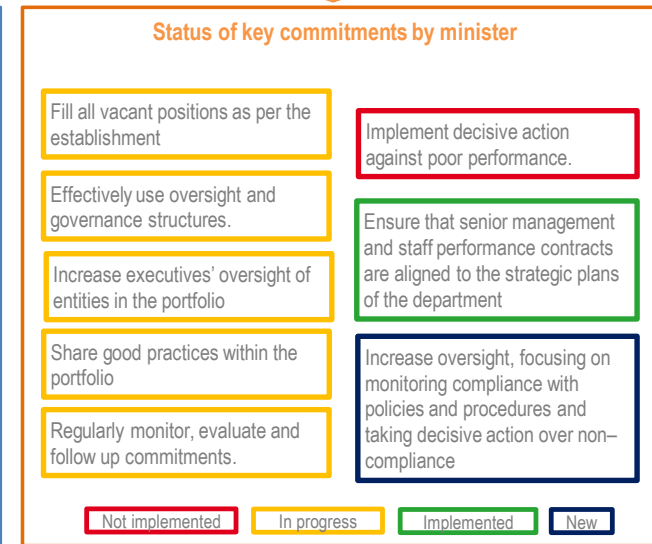 Status of key commitments by minister
Fill all vacant positions as per the
establishment
Effectively use oversight and
governance structures.
Increase executives' oversight of
entities in the portfolio
Share good practices within the
portfolio
Regularly monitor, evaluate and
follow up commitments.
Implement decisive action
against poor performance.
Ensure that senior management
and staff performance contracts
are aligned to the strategic plans
of the department
Increase oversight, focusing on
monitoring compliance with
policies and procedures and
taking decisive action over non–
compliance
Not implemented
In progress
Implemented
New